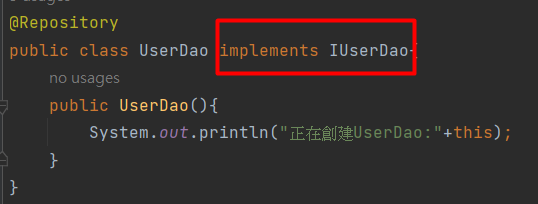 @Repository
public class UserDao implements IUserDao{
no usages
public UserDao(){
System.out.println("正在創建UserDao:"+this);
}
}